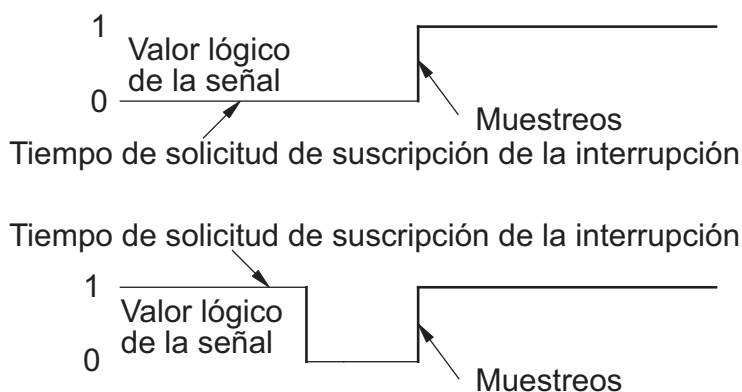 1
Valor lógico
de la señal
0
Muestreos
Tiempo de solicitud de suscripción de la interrupción
Tiempo de solicitud de suscripción de la interrupción
1
Valor lógico
de la señal
0
Muestreos